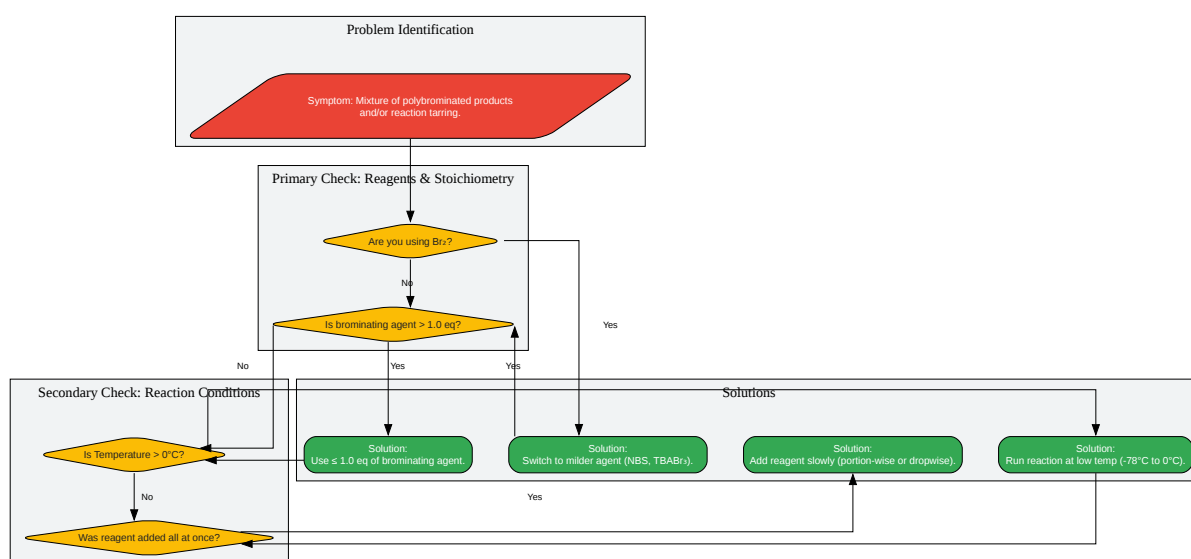 Problem Identification
Symptom: Mixture of polybrominated products
and/or reaction tarring.
Primary Check: Reagents & Stoichiometry
Are you using Br₂?
No
Is brominating agent > 1.0 eq?
Yes
No
Yes
Yes
Secondary Check: Reaction Conditions
Solutions
Is Temperature > 0°C?
Solution:
Use ≤ 1.0 eq of brominating agent.
Solution:
Switch to milder agent (NBS, TBABr₃).
Solution:
Add reagent slowly (portion-wise or dropwise).
Solution:
Run reaction at low temp (-78°C to 0°C).
No
Yes
Was reagent added all at once?